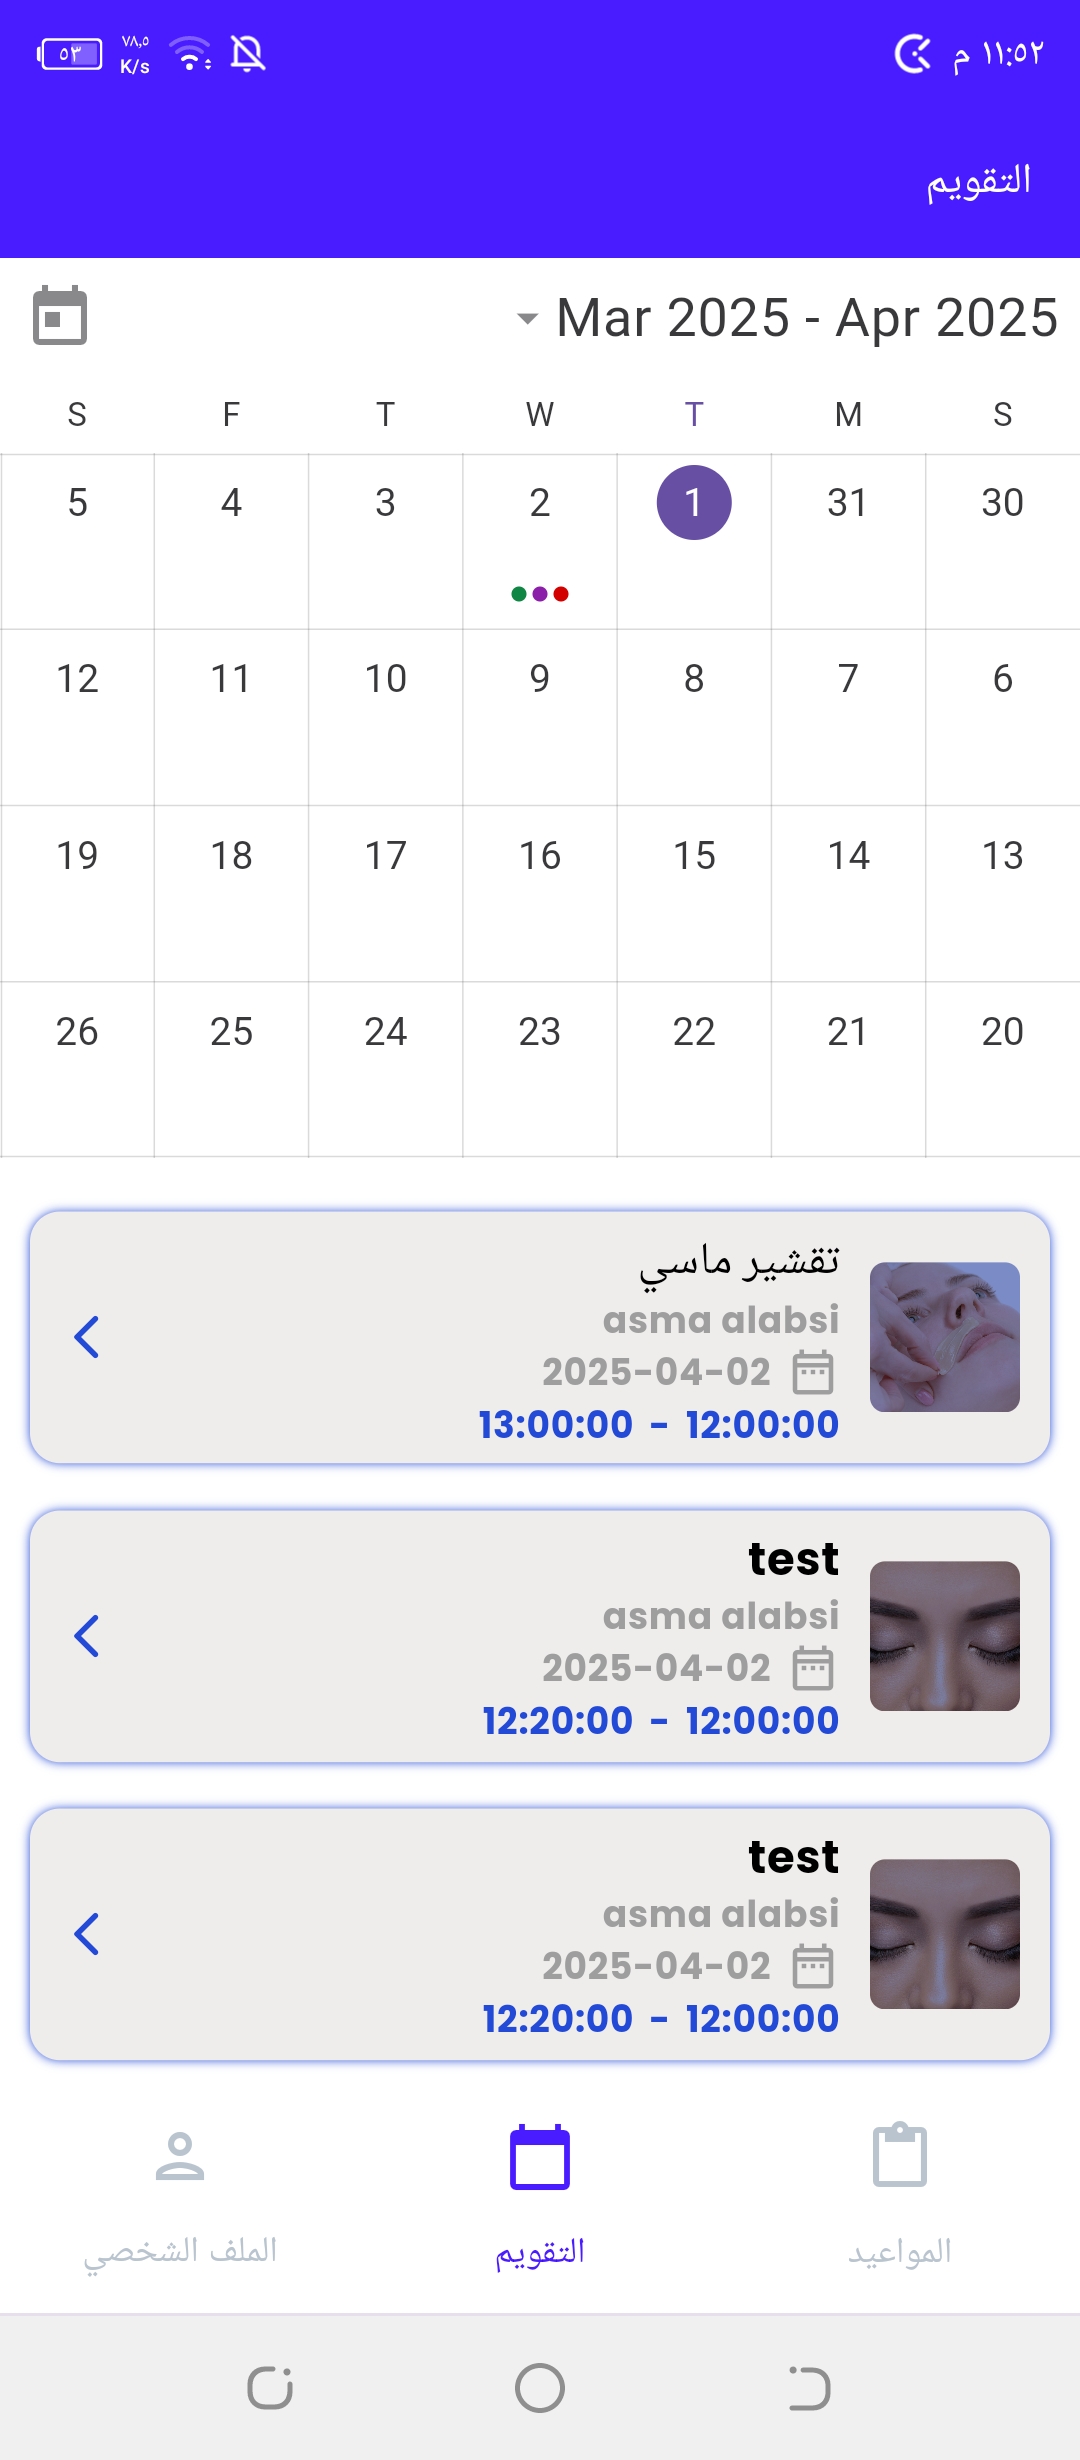 ١١:٥٢ م
٧٨,٥
K/s
٥٣
التقويم
Mar 2025 - Apr 2025
S M T W T F S
30 31 1 2 3 4 5
6 7 8 9 10 11 12
13 14 15 16 17 18 19
20 21 22 23 24 25 26
تقشير ماسي
asma alabsi
2025-04-02
12:00:00 - 13:00:00
test
asma alabsi
2025-04-02
12:00:00 - 12:20:00
test
asma alabsi
2025-04-02
12:00:00 - 12:20:00
المواعيد
التقويم
الملف الشخصي